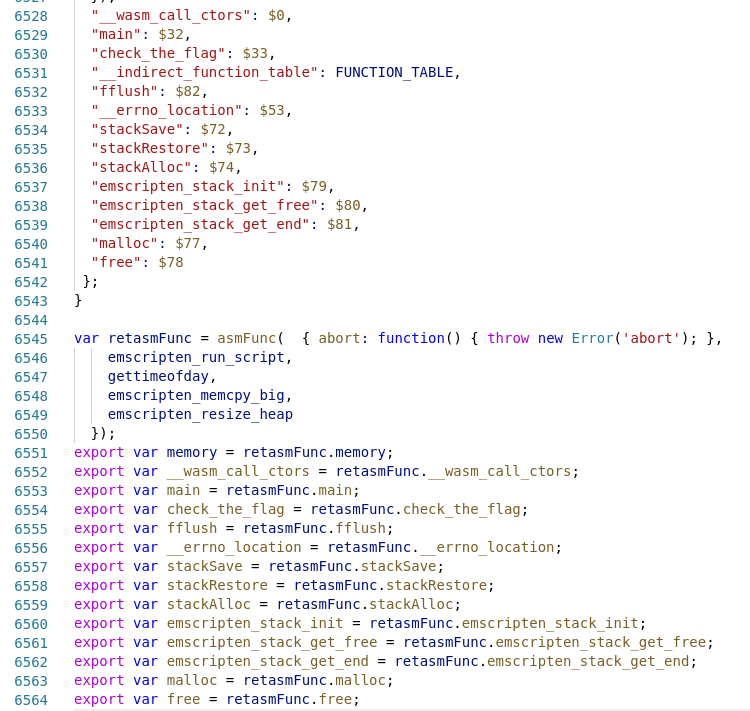 6528 "__wasm_call_ctors": $0,
6529 "main": $32,
6530 "check_the_flag": $33,
6531 "__indirect_function_table": FUNCTION_TABLE,
6532 "fflush": $82,
6533 "__errno_location": $53,
6534 "stackSave": $72,
6535 "stackRestore": $73,
6536 "stackAlloc": $74,
6537 "emscripten_stack_init": $79,
6538 "emscripten_stack_get_free": $80,
6539 "emscripten_stack_get_end": $81,
6540 "malloc": $77,
6541 "free": $78
6542 };
6543 }
6544
6545 var retasmFunc = asmFunc(  { abort: function() { throw new Error('abort'); },
6546 emscripten_run_script,
6547 gettimeofday,
6548 emscripten_memcpy_big,
6549 emscripten_resize_heap
6550 });
6551 export var memory = retasmFunc.memory;
6552 export var __wasm_call_ctors = retasmFunc.__wasm_call_ctors;
6553 export var main = retasmFunc.main;
6554 export var check_the_flag = retasmFunc.check_the_flag;
6555 export var fflush = retasmFunc.fflush;
6556 export var __errno_location = retasmFunc.__errno_location;
6557 export var stackSave = retasmFunc.stackSave;
6558 export var stackRestore = retasmFunc.stackRestore;
6559 export var stackAlloc = retasmFunc.stackAlloc;
6560 export var emscripten_stack_init = retasmFunc.emscripten_stack_init;
6561 export var emscripten_stack_get_free = retasmFunc.emscripten_stack_get_free;
6562 export var emscripten_stack_get_end = retasmFunc.emscripten_stack_get_end;
6563 export var malloc = retasmFunc.malloc;
6564 export var free = retasmFunc.free;